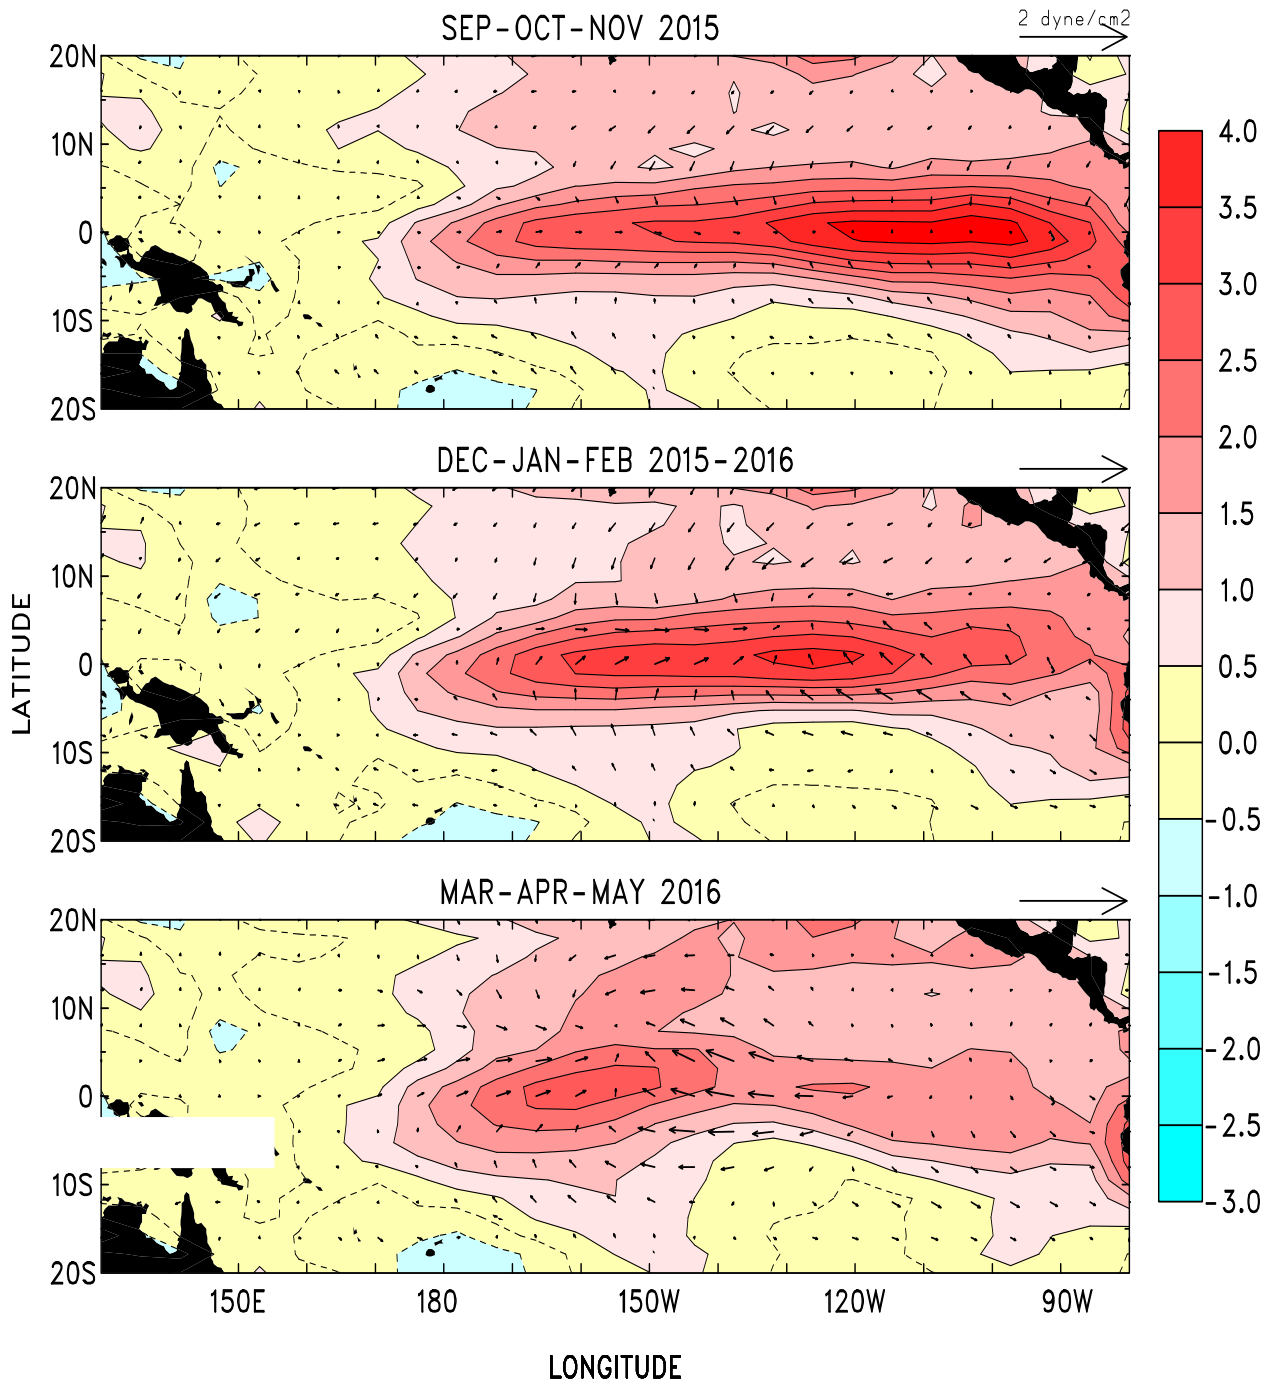 SEP-OCT-NOV 2015
2 dyne/cm2
20N
10N
0
10S
20S
DEC-JAN-FEB 2015-2016
20N
10N
0
10S
20S
MAR-APR-MAY 2016
20N
10N
0
10S
20S
150E 180 150W 120W 90W
LONGITUDE
LATITUDE
4.0
3.5
3.0
2.5
2.0
1.5
1.0
0.5
0.0
-0.5
-1.0
-1.5
-2.0
-2.5
-3.0